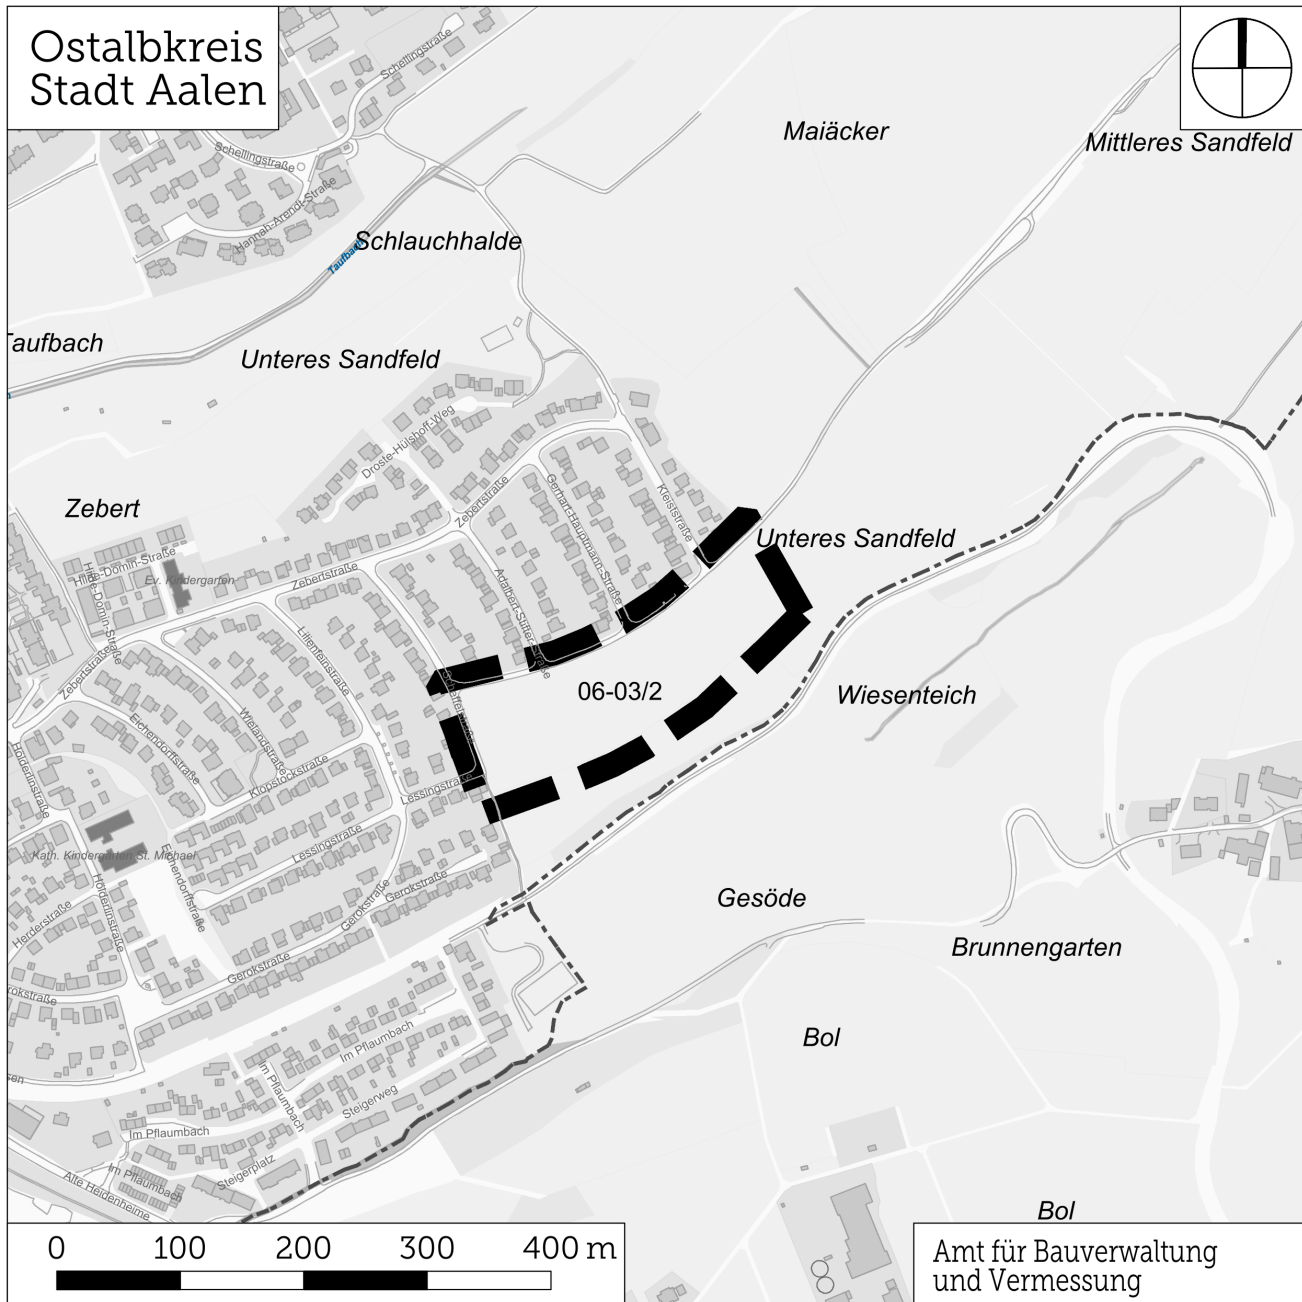 Ostalbkreis
Stadt Aalen
Schellingstraße
Maiäcker
Mittleres Sandfeld
Schellingstraße
Hannah-Arendt-Straße
Schlauchhalde
Taufbach
Taufbach
Unteres Sandfeld
Droste-Hülshoff-Weg
Zebert
Zebertstraße
Gerhart-Hauptmann-Straße
Kleiststraße
Unteres Sandfeld
Hilde-Domin-Straße
Hilde-Domin-Straße
Ev. Kindergarten
Zebertstraße
Adalbert-Stifter-Straße
Lilienfeinstraße
Zebertstraße
06-03/2
Wiesenteich
Eichendorffstraße
Wielandstraße
Klopstockstraße
Lessingstraße
Hölderlinstraße
Lessingstraße
Kath. Kindergarten St. Michael
Eichendorffstraße
Gerokstraße
Gerokstraße
Herderstraße
Hölderlinstraße
Gesöde
Brunnengarten
Gerokstraße
rokstraße
Bol
Im Pflaumbach
Im Pflaumbach
sen
Steigerweg
Im Pflaumbach
Im Pflaumbach
Steigerplatz
Alte Heidenheime
Bol
0 100 200 300 400 m
Amt für Bauverwaltung
und Vermessung